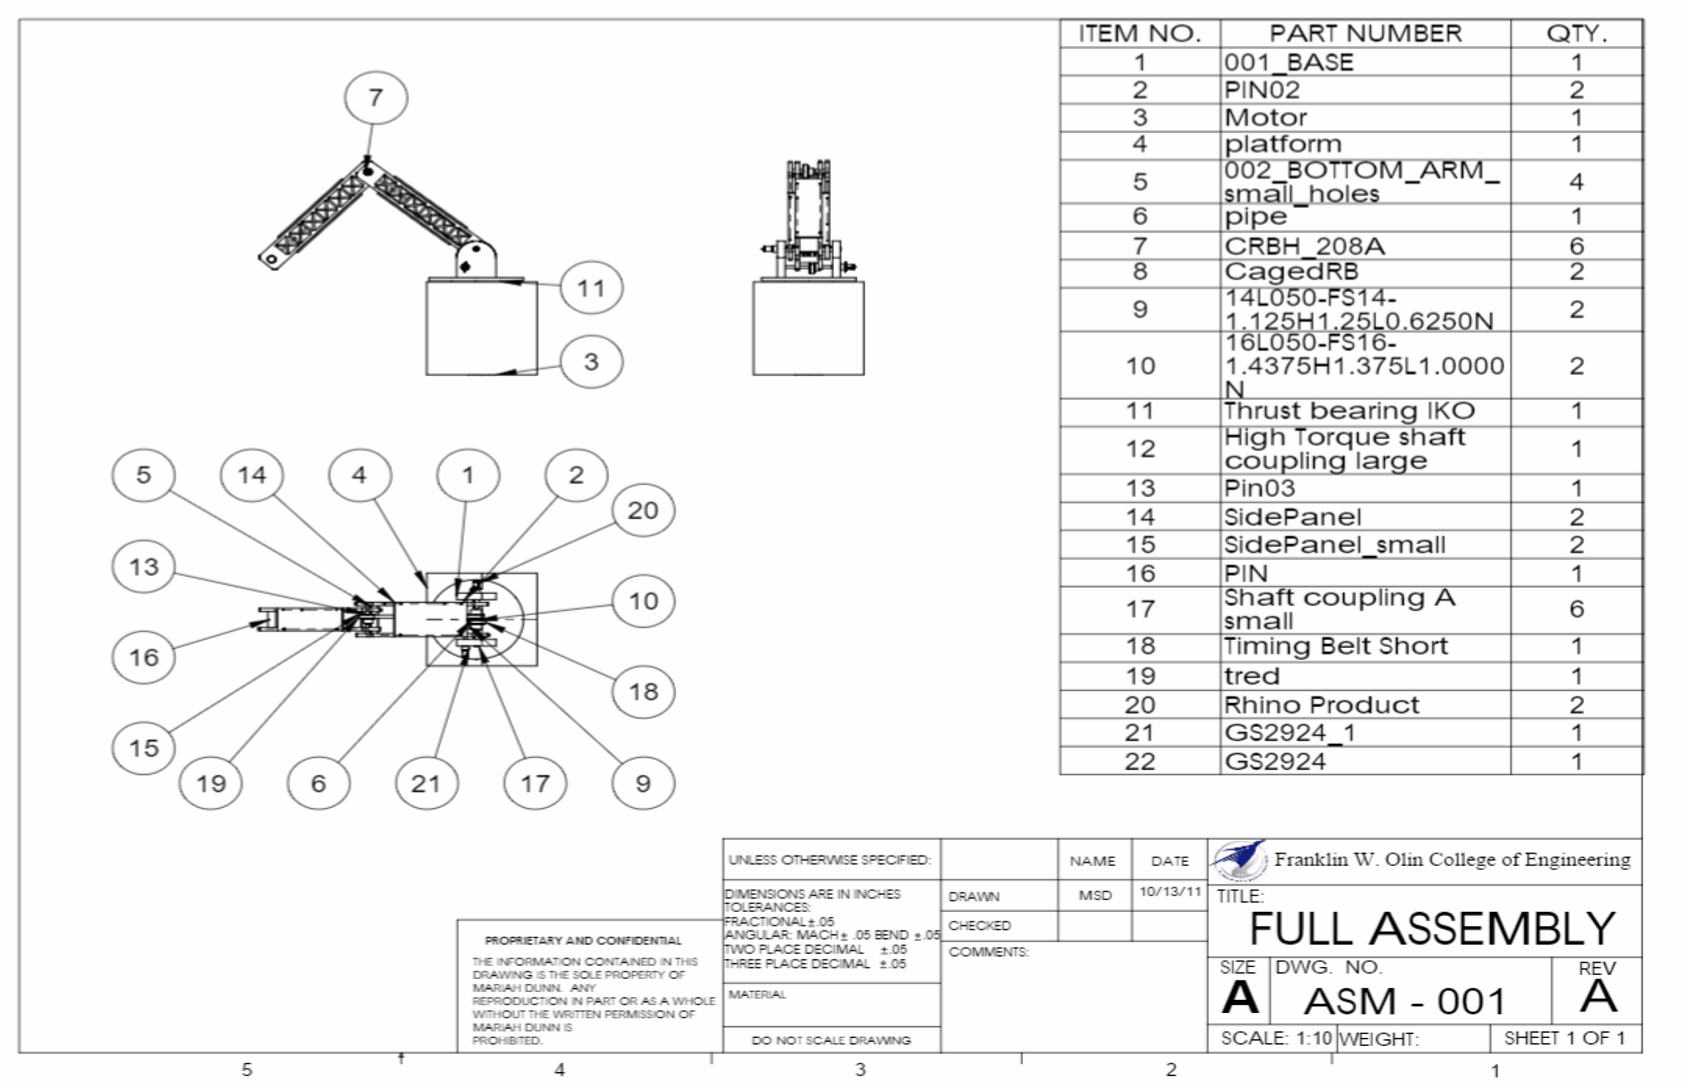 7
11
3
5
14
4
1
2
20
13
10
16
18
15
19
6
21
17
9
ITEM NO. PART NUMBER QTY.
1 001_BASE 1
2 PIN02 2
3 Motor 1
4 platform 1
5 002_BOTTOM_ARM_ 4
small_holes
6 pipe 1
7 CRBH_208A 6
8 CagedRB 2
9 14L050-FS14- 2
1.125H1.25L0.6250N
10 16L050-FS16- 2
1.4375H1.375L1.0000
N
11 Thrust bearing IKO 1
12 High Torque shaft 1
coupling large
13 Pin03 1
14 SidePanel 2
15 SidePanel_small 2
16 PIN 1
17 Shaft coupling A 6
small
18 Timing Belt Short 1
19 tred 1
20 Rhino Product 2
21 GS2924_1 1
22 GS2924 1
PROPRIETARY AND CONFIDENTIAL
THE INFORMATION CONTAINED IN THIS
DRAWING IS THE SOLE PROPERTY OF
MARIAH DUNN. ANY
REPRODUCTION IN PART OR AS A WHOLE
WITHOUT THE WRITTEN PERMISSION OF
MARIAH DUNN IS
PROHIBITED.
UNLESS OTHERWISE SPECIFIED:
DIMENSIONS ARE IN INCHES
TOLERANCES:
FRACTIONAL± .05
ANGULAR: MACH± .05 BEND ±.05
TWO PLACE DECIMAL ±.05
THREE PLACE DECIMAL ±.05
MATERIAL
DO NOT SCALE DRAWING
NAME DATE
DRAWN MSD 10/13/11
CHECKED
COMMENTS:
Franklin W. Olin College of Engineering
TITLE:
FULL ASSEMBLY
SIZE DWG. NO. REV
A ASM - 001 A
SCALE: 1:10 WEIGHT: SHEET 1 OF 1
5 4 3 2 1